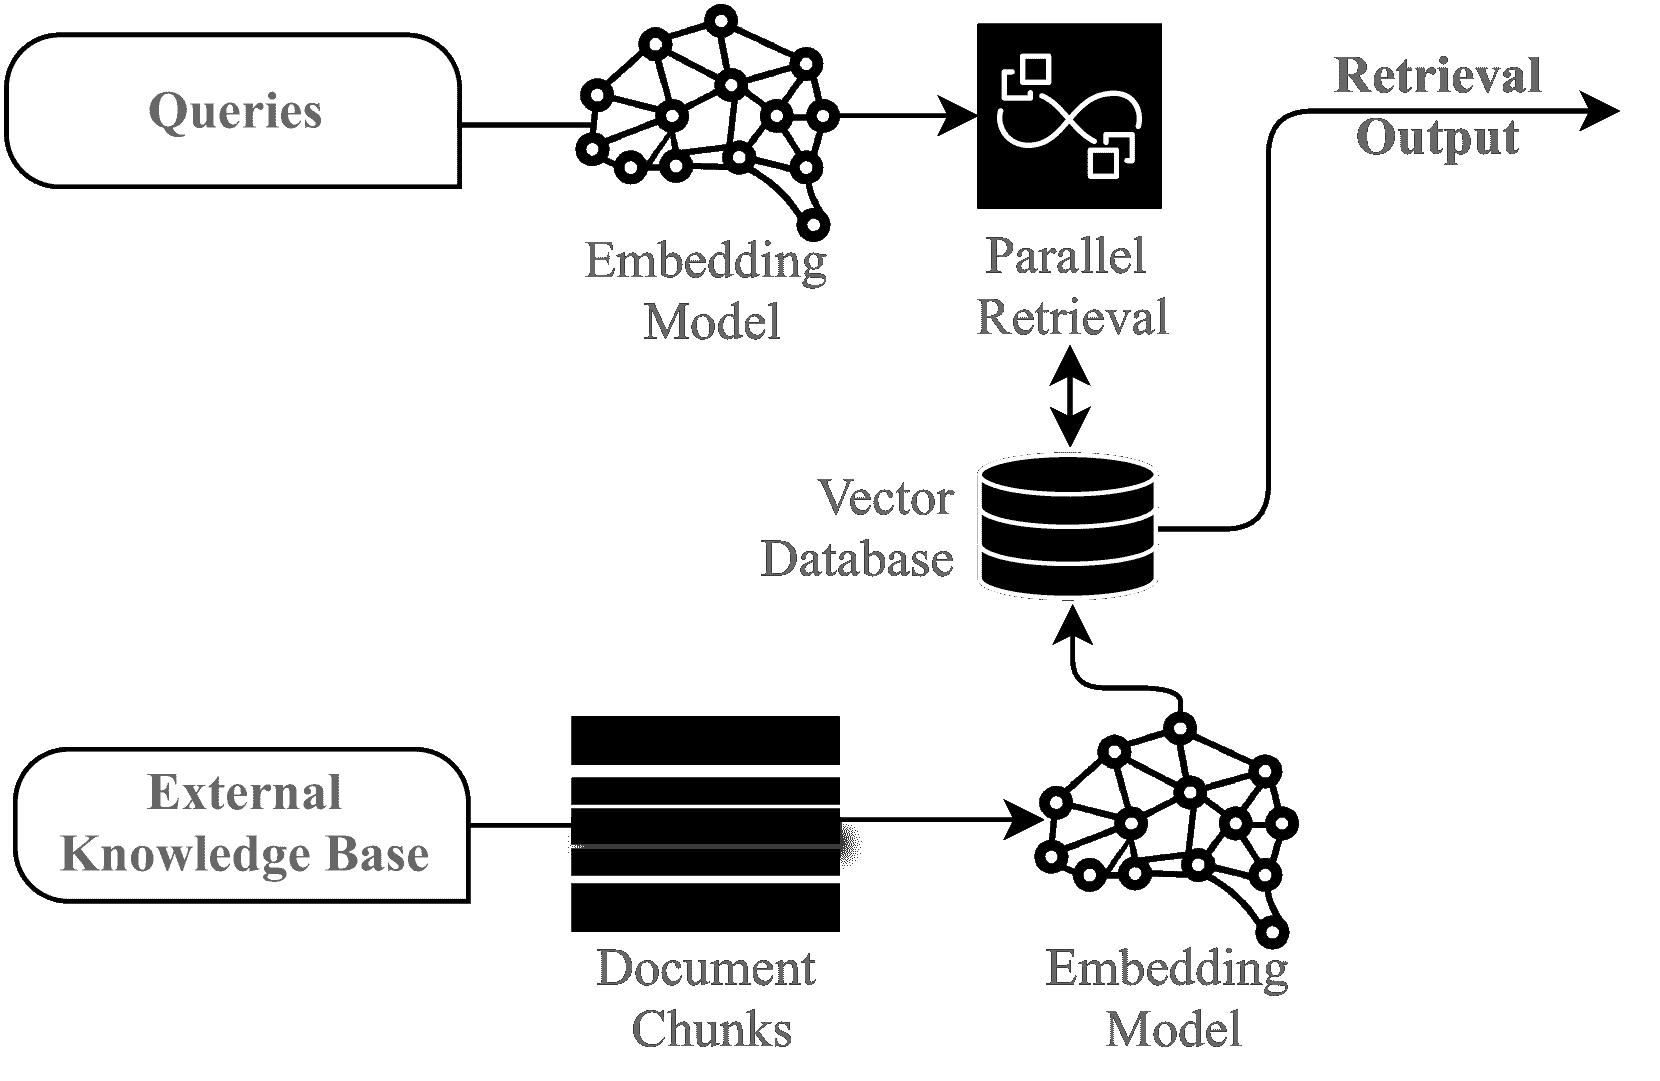 Queries
Embedding
Model
Parallel
Retrieval
Retrieval
Output
Vector
Database
External
Knowledge Base
Document
Chunks
Embedding
Model